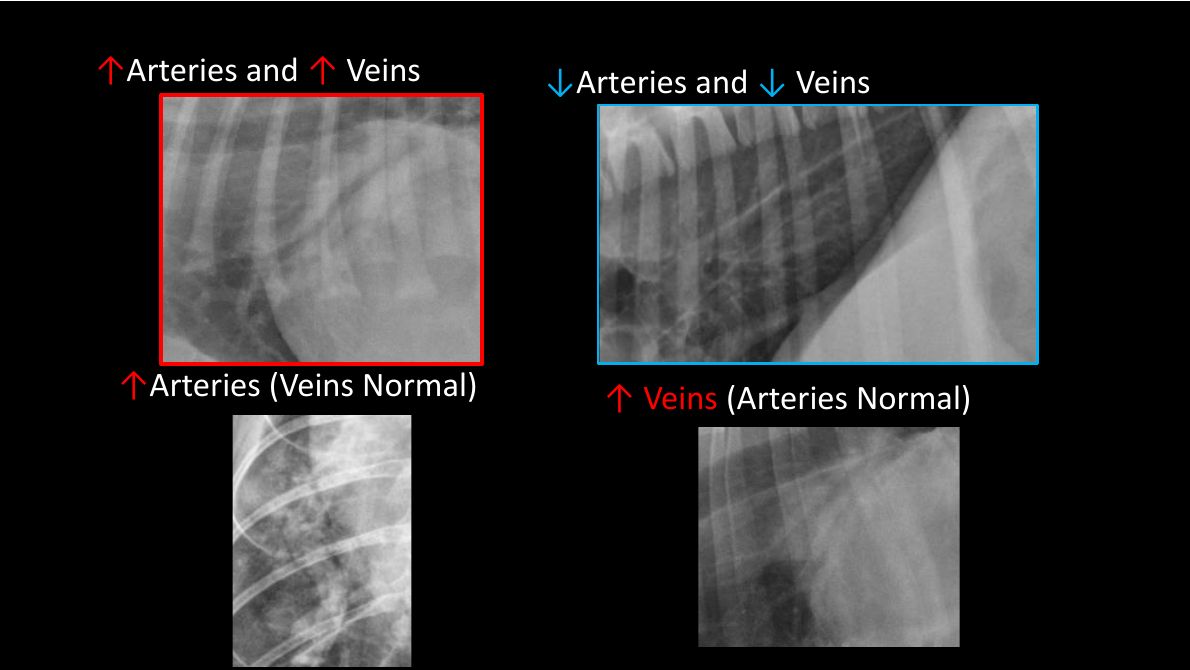 ↑Arteries and ↑ Veins
↓Arteries and ↓ Veins
↑Arteries (Veins Normal)
↑ Veins (Arteries Normal)